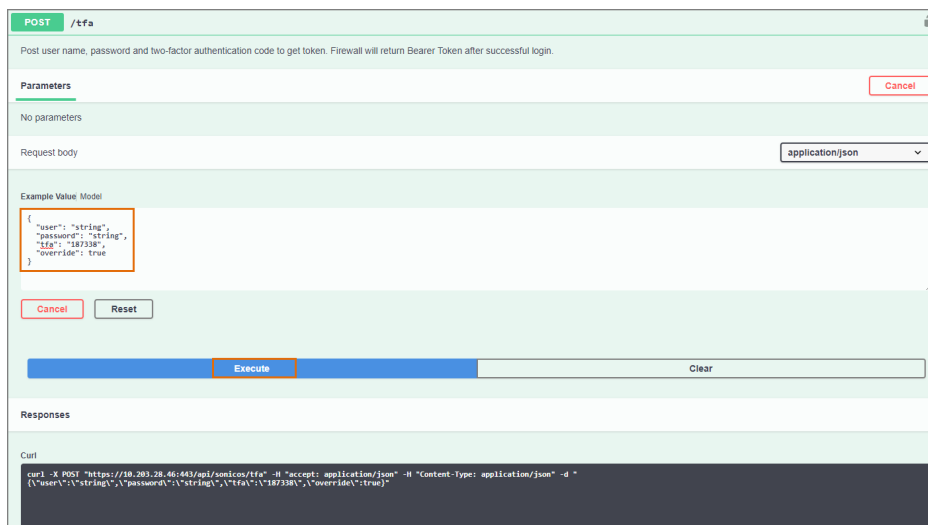 POST /tfa
Post user name, password and two-factor authentication code to get token. Firewall will return Bearer Token after successful login.
Parameters
Cancel
No parameters
Request body
application/json
Example Value Model
{
"user": "string",
"password": "string",
"tfa": "187338",
"override": true
}
Cancel
Reset
Execute
Clear
Responses
Curl
curl -X POST "https://10.203.28.46:443/api/sonicos/tfa" -H "accept: application/json" -H "Content-Type: application/json" -d "
{\"user\":\"string\",\"password\":\"string\",\"tfa\":\"187338\",\"override\":true}"